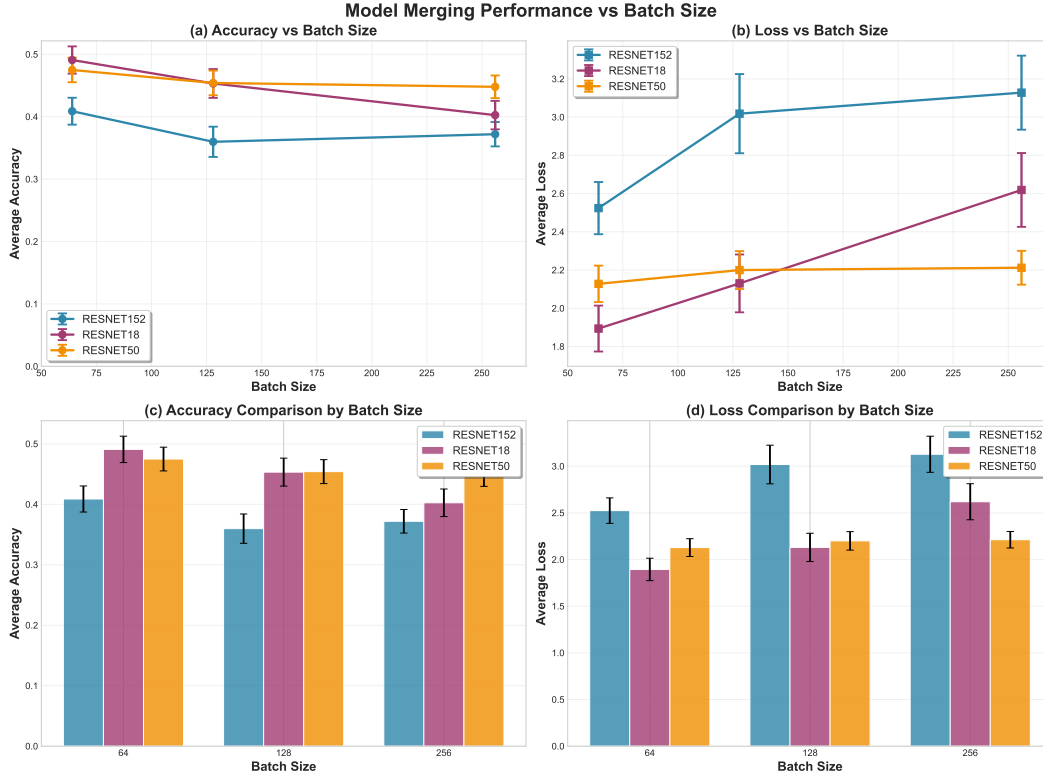 Model Merging Performance vs Batch Size
(a) Accuracy vs Batch Size
Average Accuracy
0.5
0.4
0.3
0.2
0.1
0.0
50
75
100
125
150
175
200
225
250
Batch Size
RESNET152
RESNET18
RESNET50
(b) Loss vs Batch Size
Average Loss
3.2
3.0
2.8
2.6
2.4
2.2
2.0
1.8
50
75
100
125
150
175
200
225
250
Batch Size
RESNET152
RESNET18
RESNET50
(c) Accuracy Comparison by Batch Size
Average Accuracy
0.5
0.4
0.3
0.2
0.1
0.0
64
128
256
Batch Size
RESNET152
RESNET18
RESNET50
(d) Loss Comparison by Batch Size
Average Loss
3.0
2.5
2.0
1.5
1.0
0.5
0.0
64
128
256
Batch Size
RESNET152
RESNET18
RESNET50